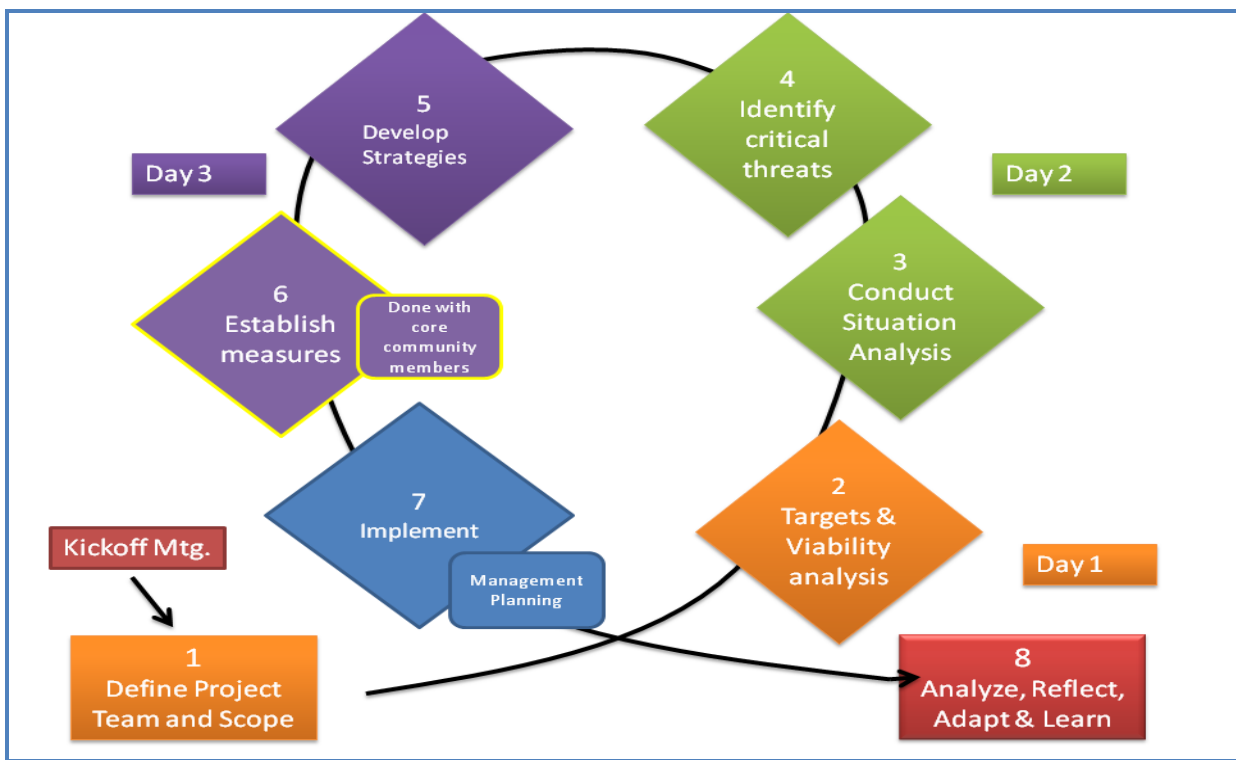 Kickoff Mtg.
1
Define Project
Team and Scope
Day 1
2
Targets &
Viability
analysis
Day 2
3
Conduct
Situation
Analysis
4
Identify
critical
threats
Day 3
5
Develop
Strategies
6
Establish
measures
Done with
core
community
members
7
Implement
Management
Planning
8
Analyze, Reflect,
Adapt & Learn